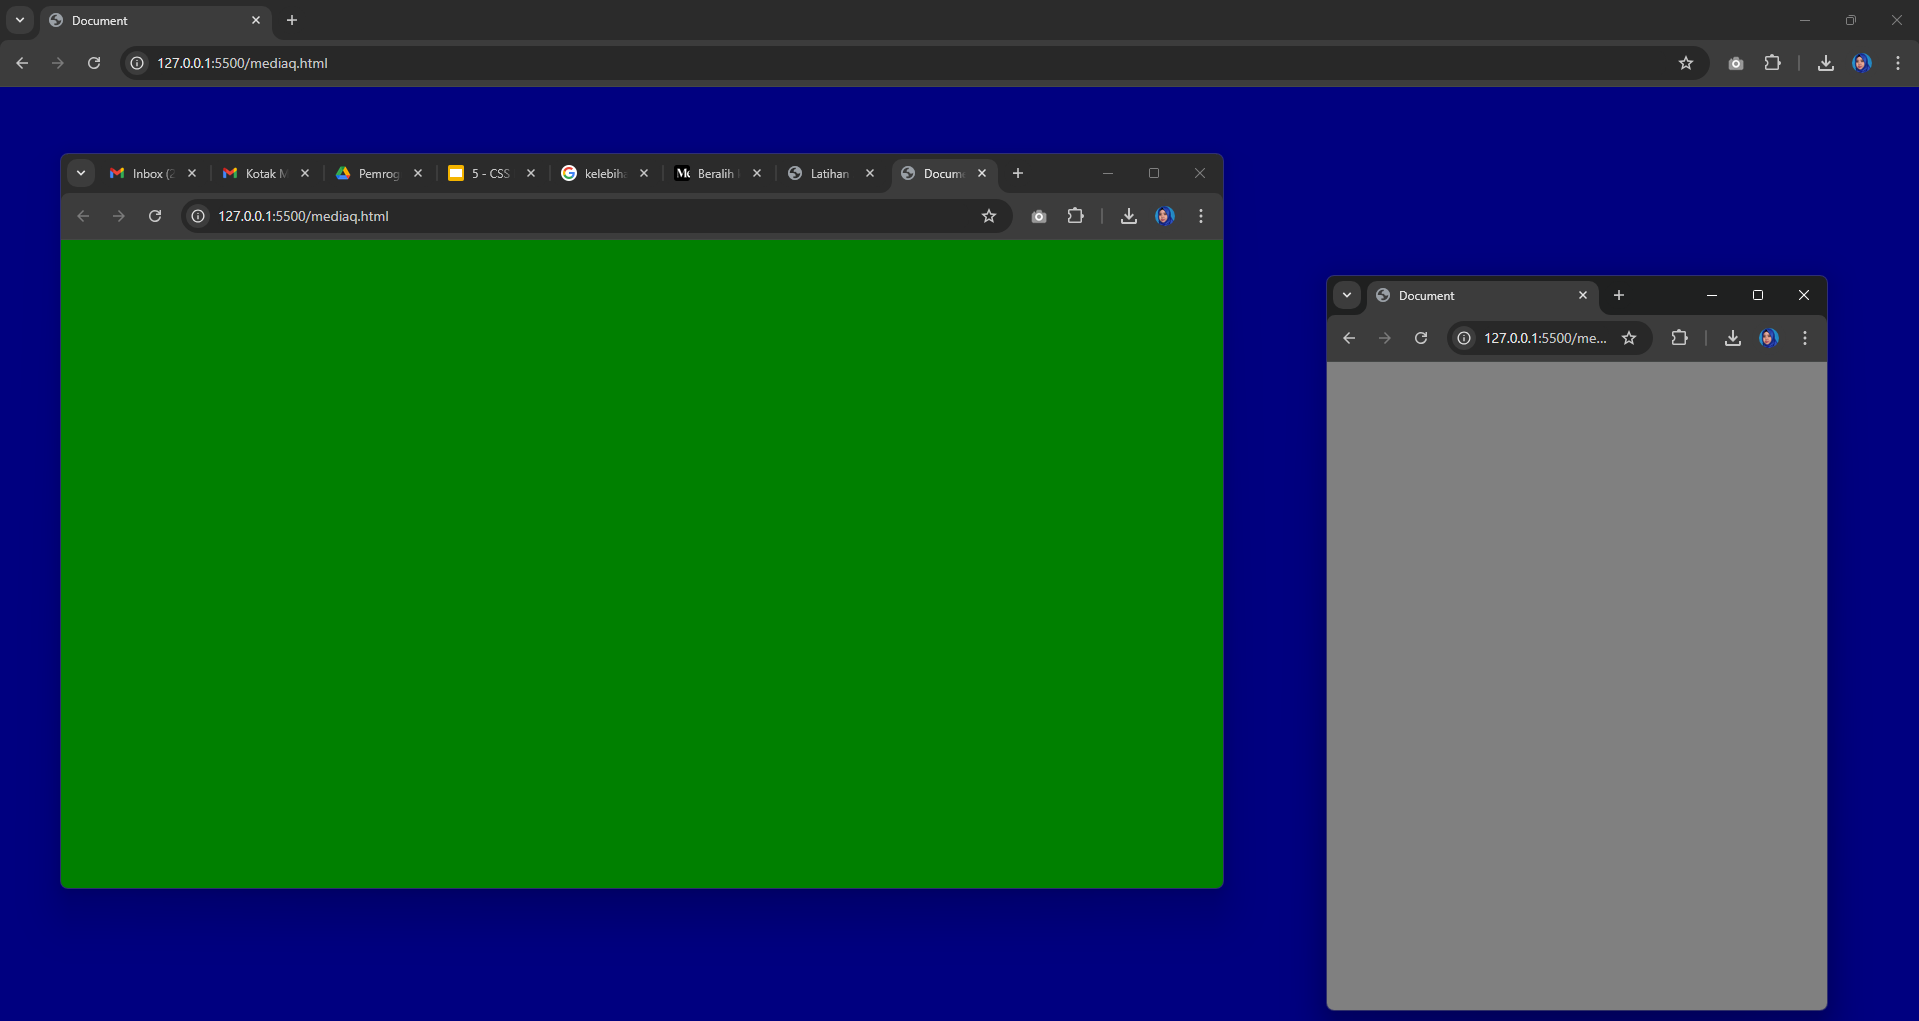 Document
127.0.0.1:5500/mediaq.html
Inbox (2
Kotak M
Pemrog
5 - CSS
kelebiha
Beralih
Latihan
Docum
127.0.0.1:5500/mediaq.html
Document
127.0.0.1:5500/me...